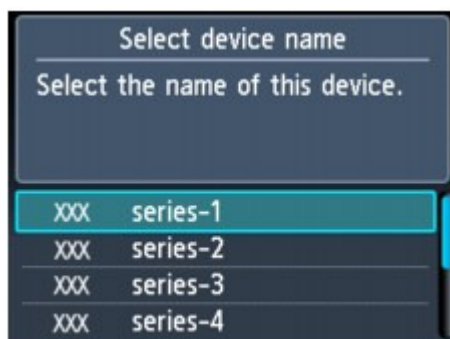 Select device name
Select the name of this device.
XXX series-1
XXX series-2
XXX series-3
XXX series-4